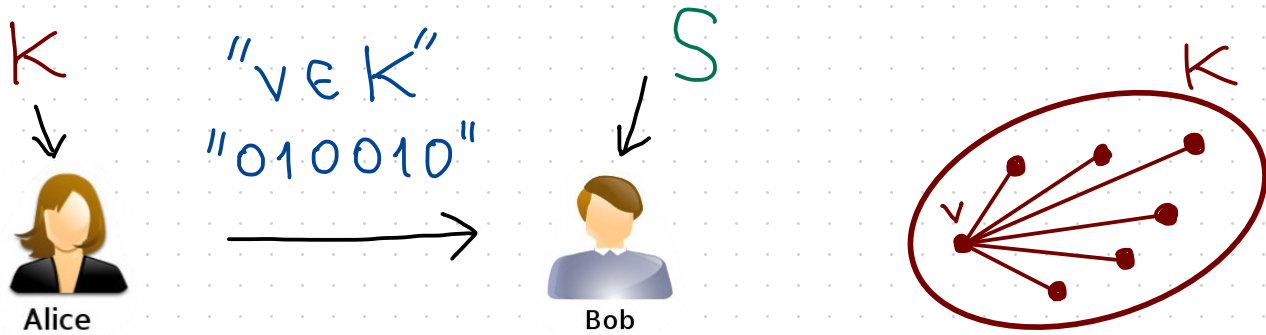 K
"v ∈ K"
"010010"
S
Alice
Bob
K
v